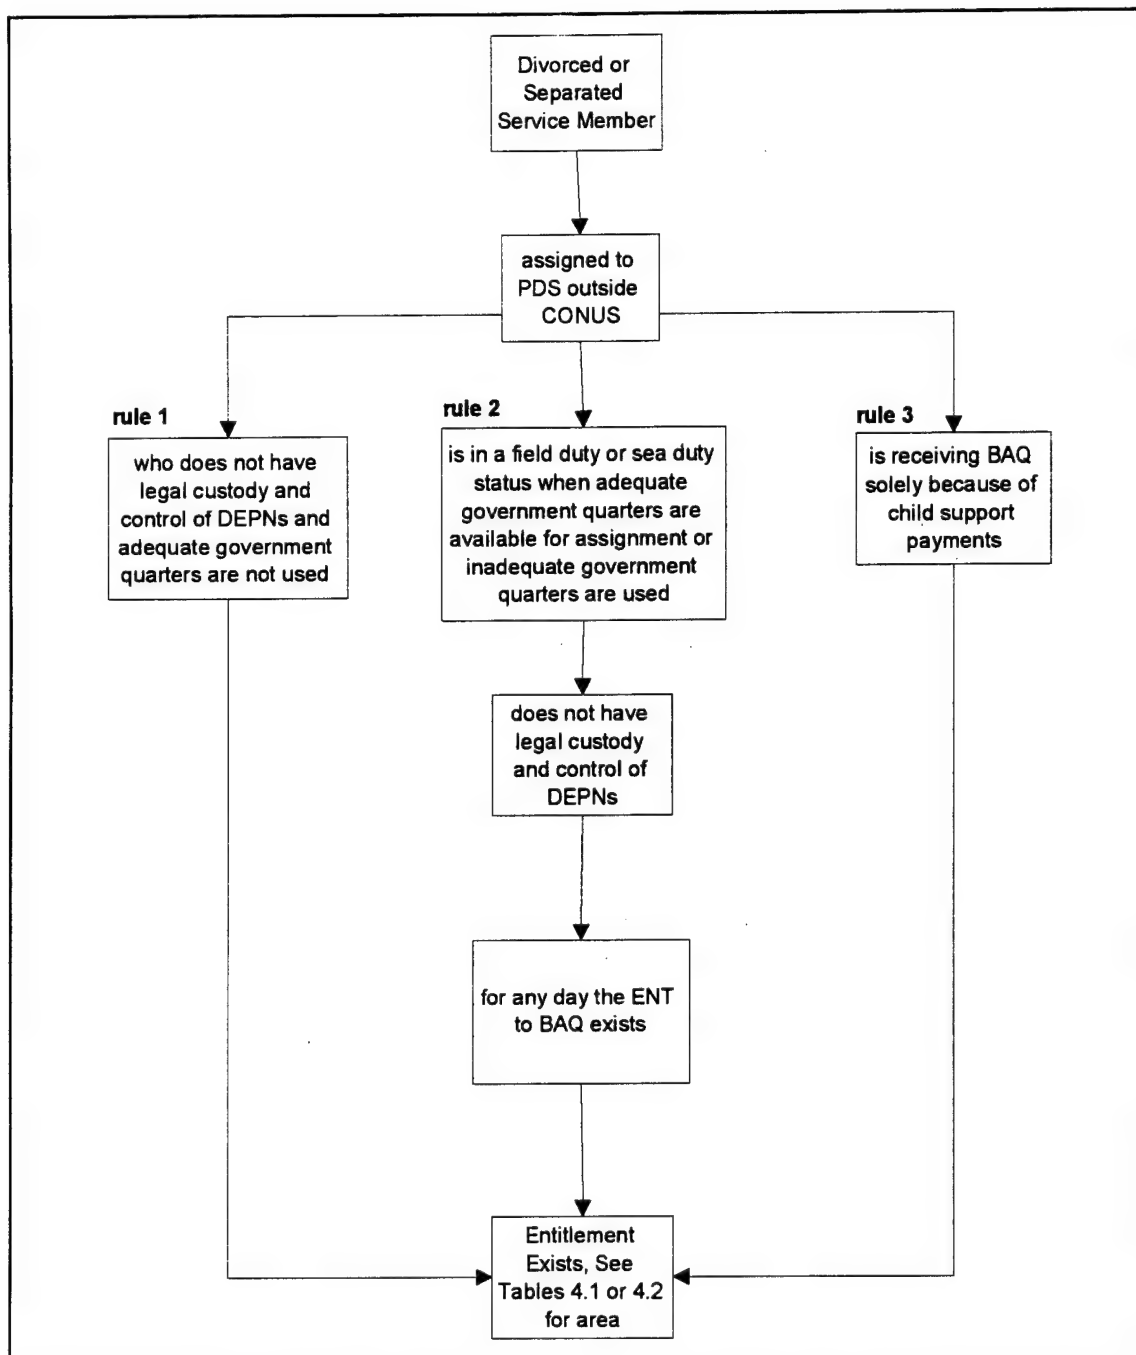 Divorced or
Separated
Service Member
assigned to
PDS outside
CONUS
rule 1
who does not have
legal custody and
control of DEPNs and
adequate government
quarters are not used
rule 2
is in a field duty or sea duty
status when adequate
government quarters are
available for assignment or
inadequate government
quarters are used
does not have
legal custody
and control of
DEPNs
for any day the ENT
to BAQ exists
rule 3
is receiving BAQ
solely because of
child support
payments
Entitlement
Exists, See
Tables 4.1 or 4.2
for area